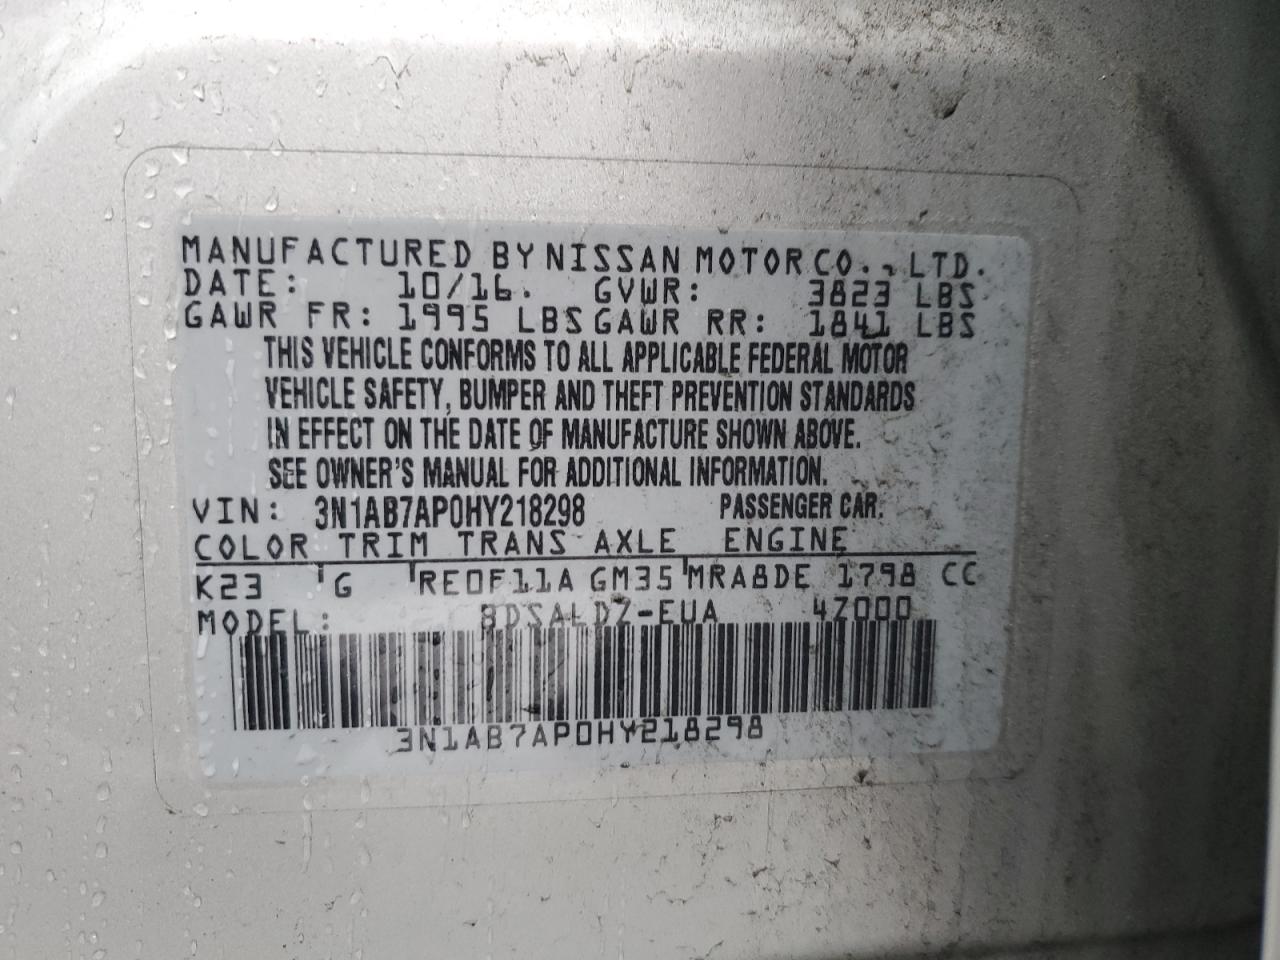 MANUFACTURED BY NISSAN MOTOR CO., LTD.
DATE: 10/16. GVWR: 3823 LBS
GAWR FR: 1995 LBS GAWR RR: 1841 LBS
THIS VEHICLE CONFORMS TO ALL APPLICABLE FEDERAL MOTOR
VEHICLE SAFETY, BUMPER AND THEFT PREVENTION STANDARDS
IN EFFECT ON THE DATE OF MANUFACTURE SHOWN ABOVE.
SEE OWNER'S MANUAL FOR ADDITIONAL INFORMATION.
VIN: 3N1AB7AP0HY218298 PASSENGER CAR.
COLOR TRIM TRANS AXLE ENGINE
K23 G RE0F11A GM35 MRA8DE 1798 CC
MODEL: BDSALDZ-EUA 4Z000
3N1AB7AP0HY218298